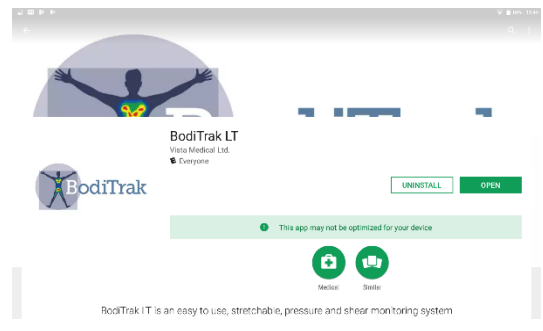 BodiTrak LT
Vista Medical Ltd.
Everyone
BodiTrak
UNINSTALL
OPEN
This app may not be optimized for your device
Medical
Similar
BodiTrak LT is an easy to use, stretchable, pressure and shear monitoring system